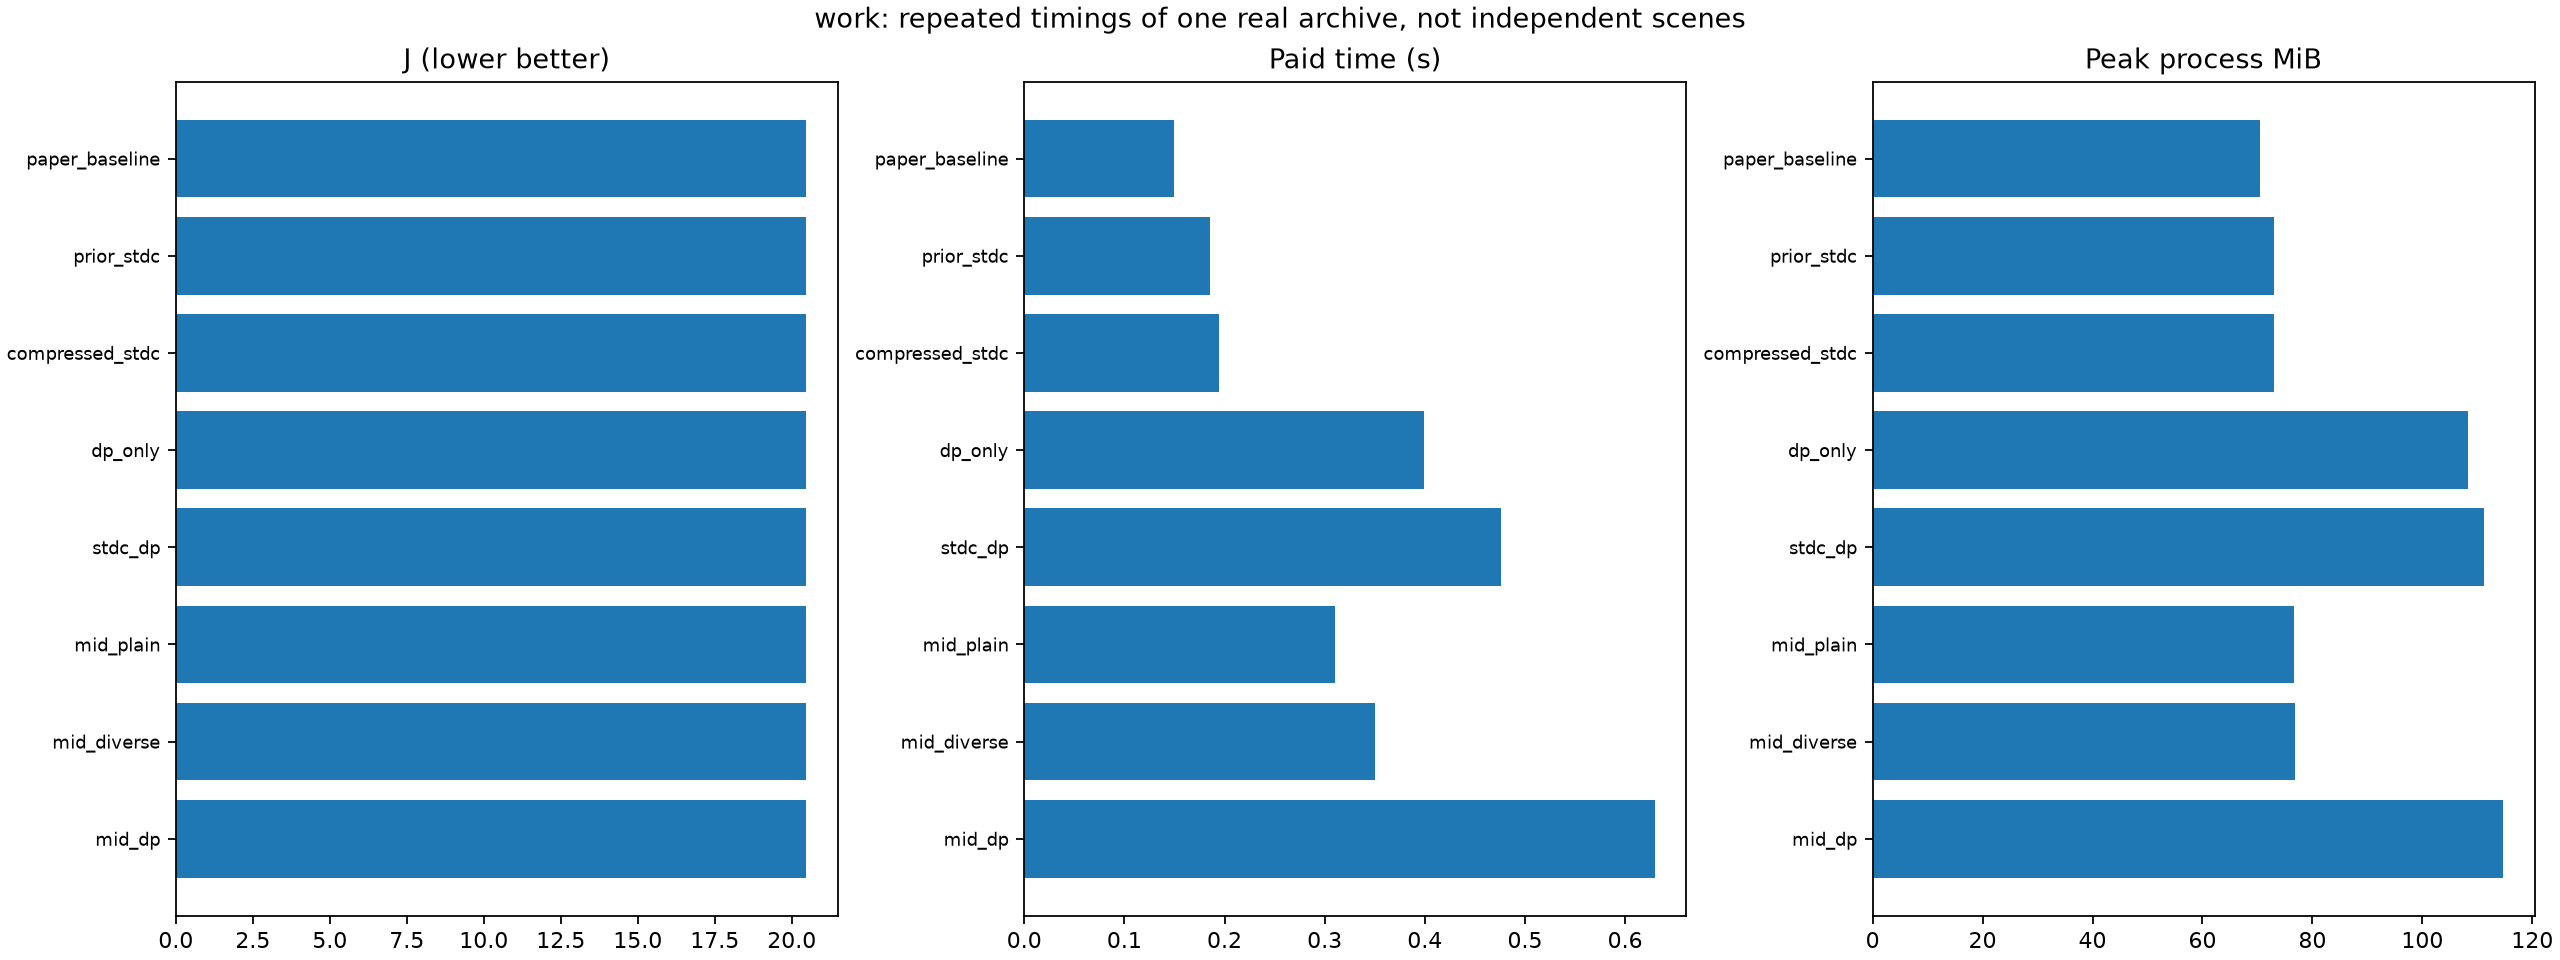 work: repeated timings of one real archive, not independent scenes
J (lower better)
paper_baseline
prior_stdc
compressed_stdc
dp_only
stdc_dp
mid_plain
mid_diverse
mid_dp
0.0 2.5 5.0 7.5 10.0 12.5 15.0 17.5 20.0
Paid time (s)
paper_baseline
prior_stdc
compressed_stdc
dp_only
stdc_dp
mid_plain
mid_diverse
mid_dp
0.0 0.1 0.2 0.3 0.4 0.5 0.6
Peak process MiB
paper_baseline
prior_stdc
compressed_stdc
dp_only
stdc_dp
mid_plain
mid_diverse
mid_dp
0 20 40 60 80 100 120